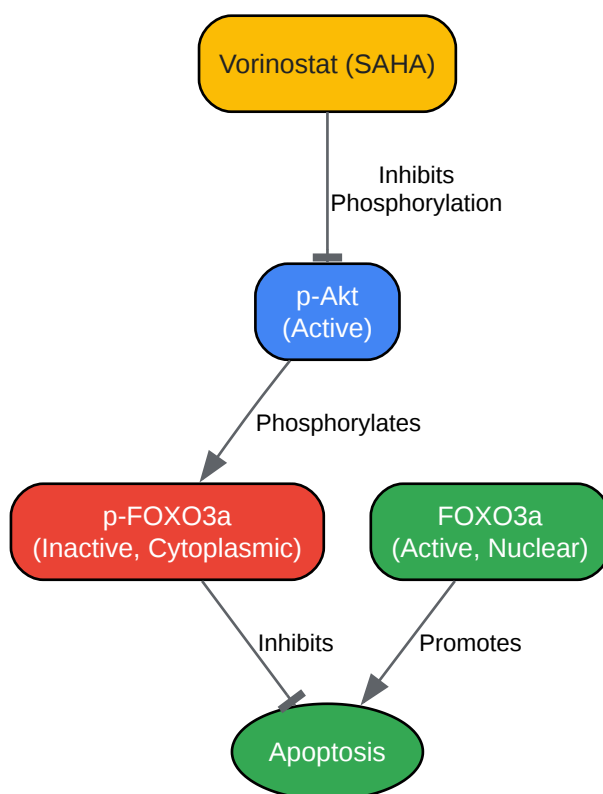 Vorinostat (SAHA)
Inhibits
Phosphorylation
p-Akt
(Active)
Phosphorylates
p-FOXO3a
(Inactive, Cytoplasmic)
FOXO3a
(Active, Nuclear)
Inhibits
Promotes
Apoptosis